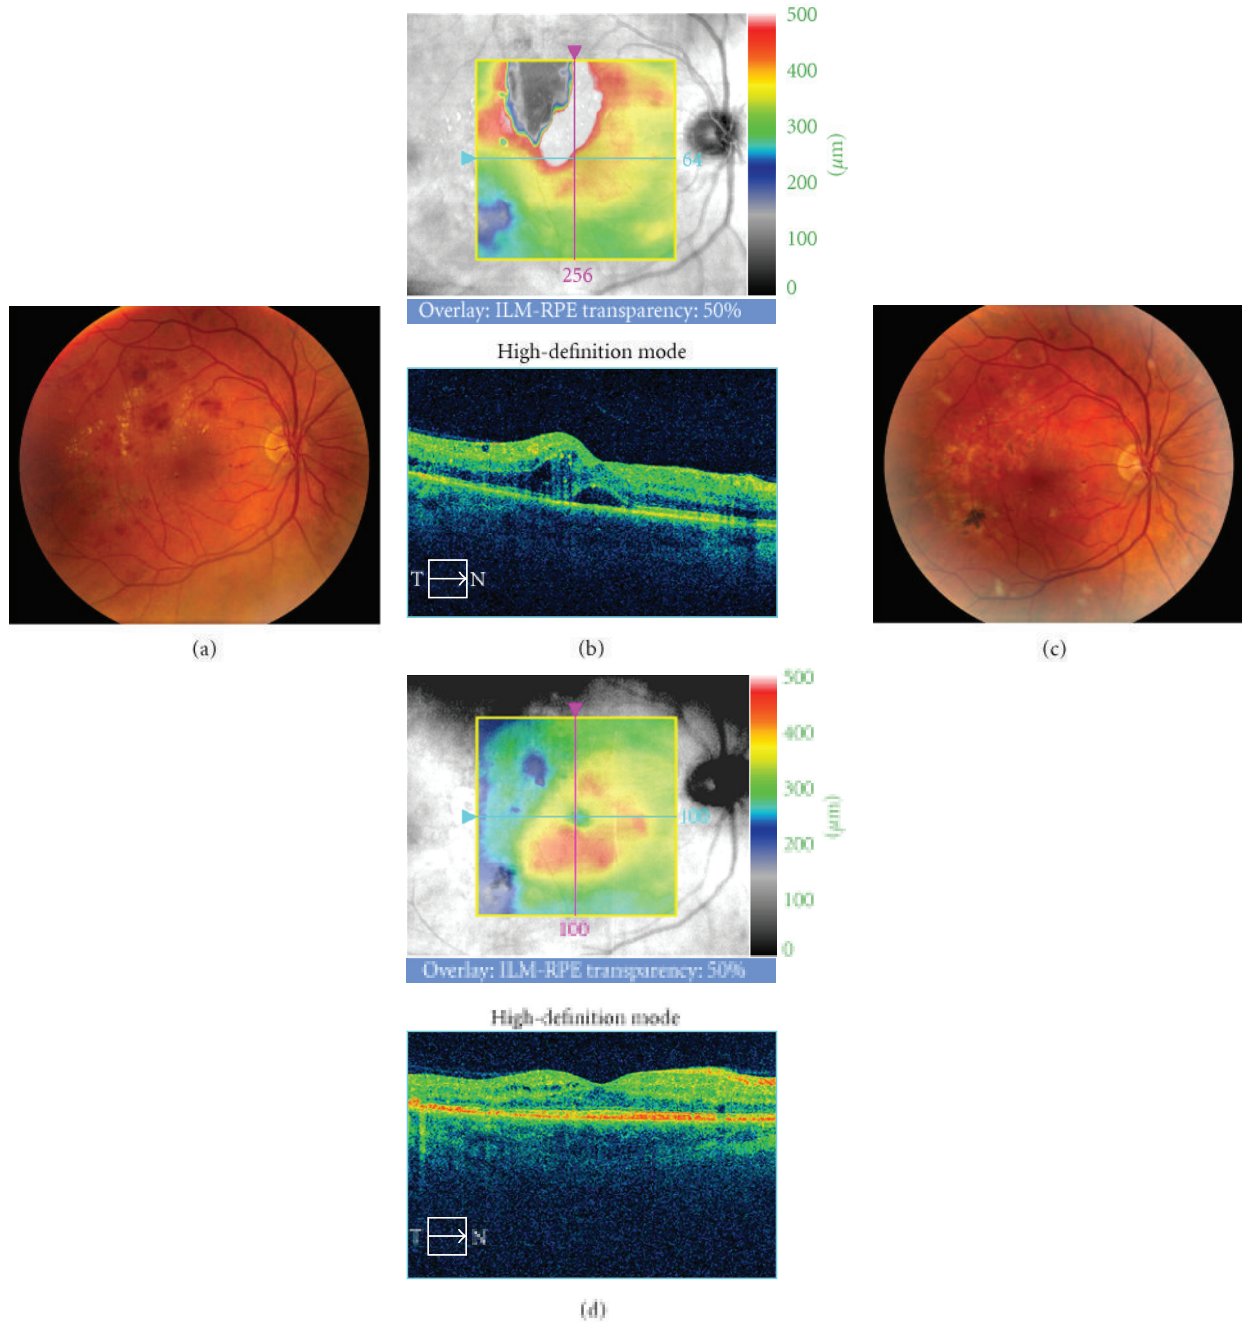 500
400
300
200
100
0
(μm)
64
256
Overlay: ILM-RPE transparency: 50%
High-definition mode
T
N
(a)
(b)
(c)
500
400
300
200
100
0
(μm)
100
100
Overlay: ILM-RPE transparency: 50%
High-definition mode
T
N
(d)